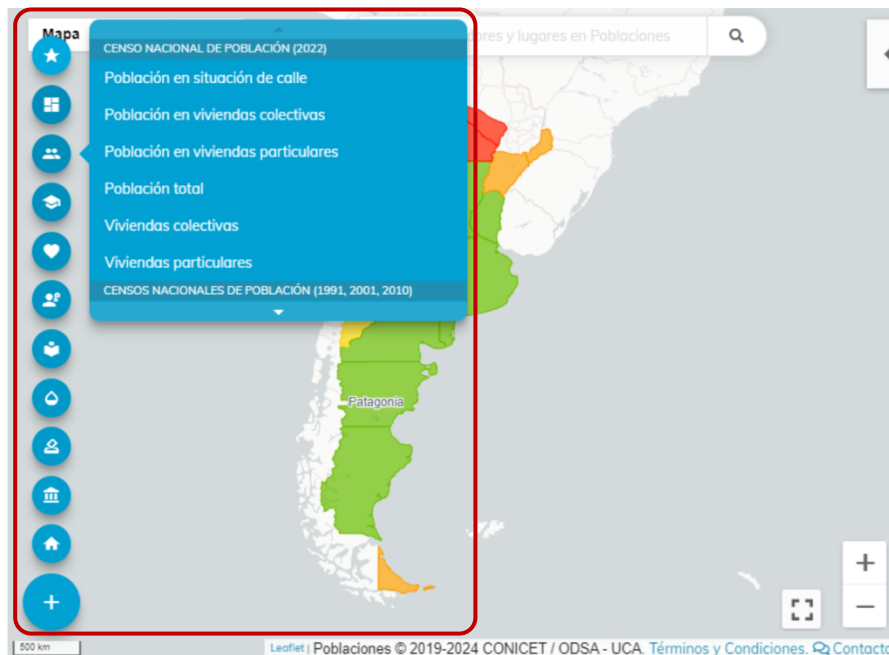 Mapa
ores y lugares en Poblaciones
CENSO NACIONAL DE POBLACIÓN (2022)
Población en situación de calle
Población en viviendas colectivas
Población en viviendas particulares
Población total
Viviendas colectivas
Viviendas particulares
CENSOS NACIONALES DE POBLACIÓN (1991, 2001, 2010)
Patagonia
+
+
−
500 km
Leaflet | Poblaciones © 2019-2024 CONICET / ODSA - UCA. Términos y Condiciones. Contacto